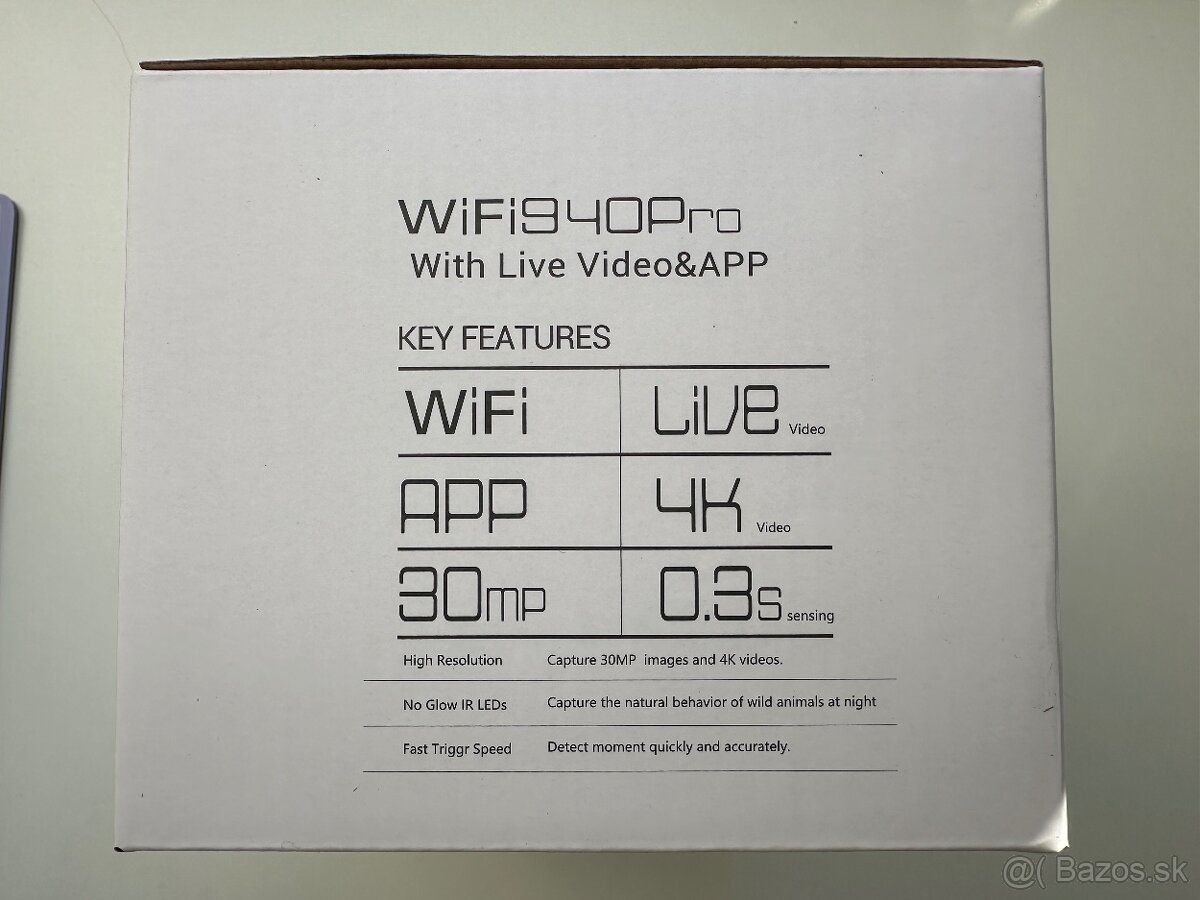 WiFi940Pro
With Live Video&APP
KEY FEATURES
WiFi Live Video
APP 4K Video
30MP 0.3s sensing
High Resolution Capture 30MP images and 4K videos.
No Glow IR LEDs Capture the natural behavior of wild animals at night
Fast Triggr Speed Detect moment quickly and accurately.
@( Bazos.sk